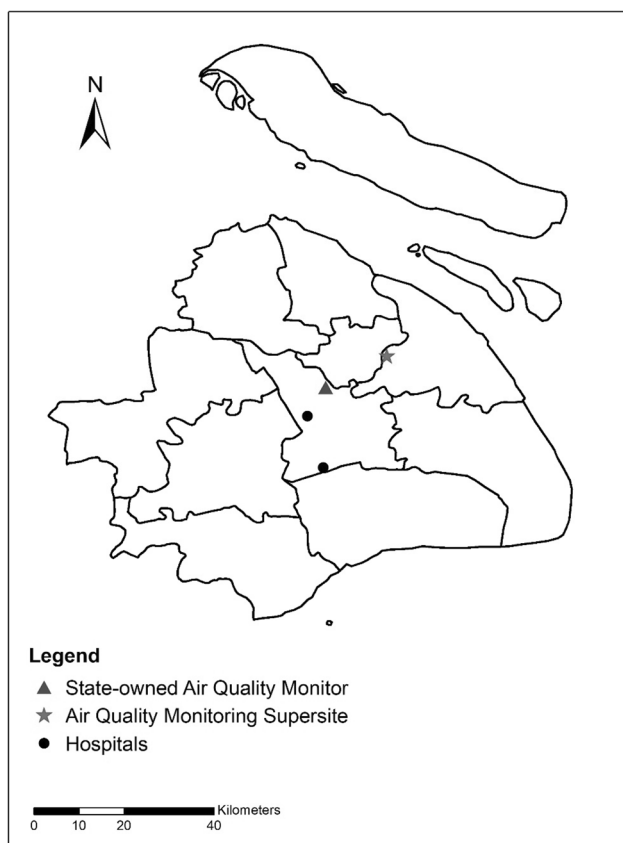 N
Legend
State-owned Air Quality Monitor
Air Quality Monitoring Supersite
Hospitals
Kilometers
0 10 20 40